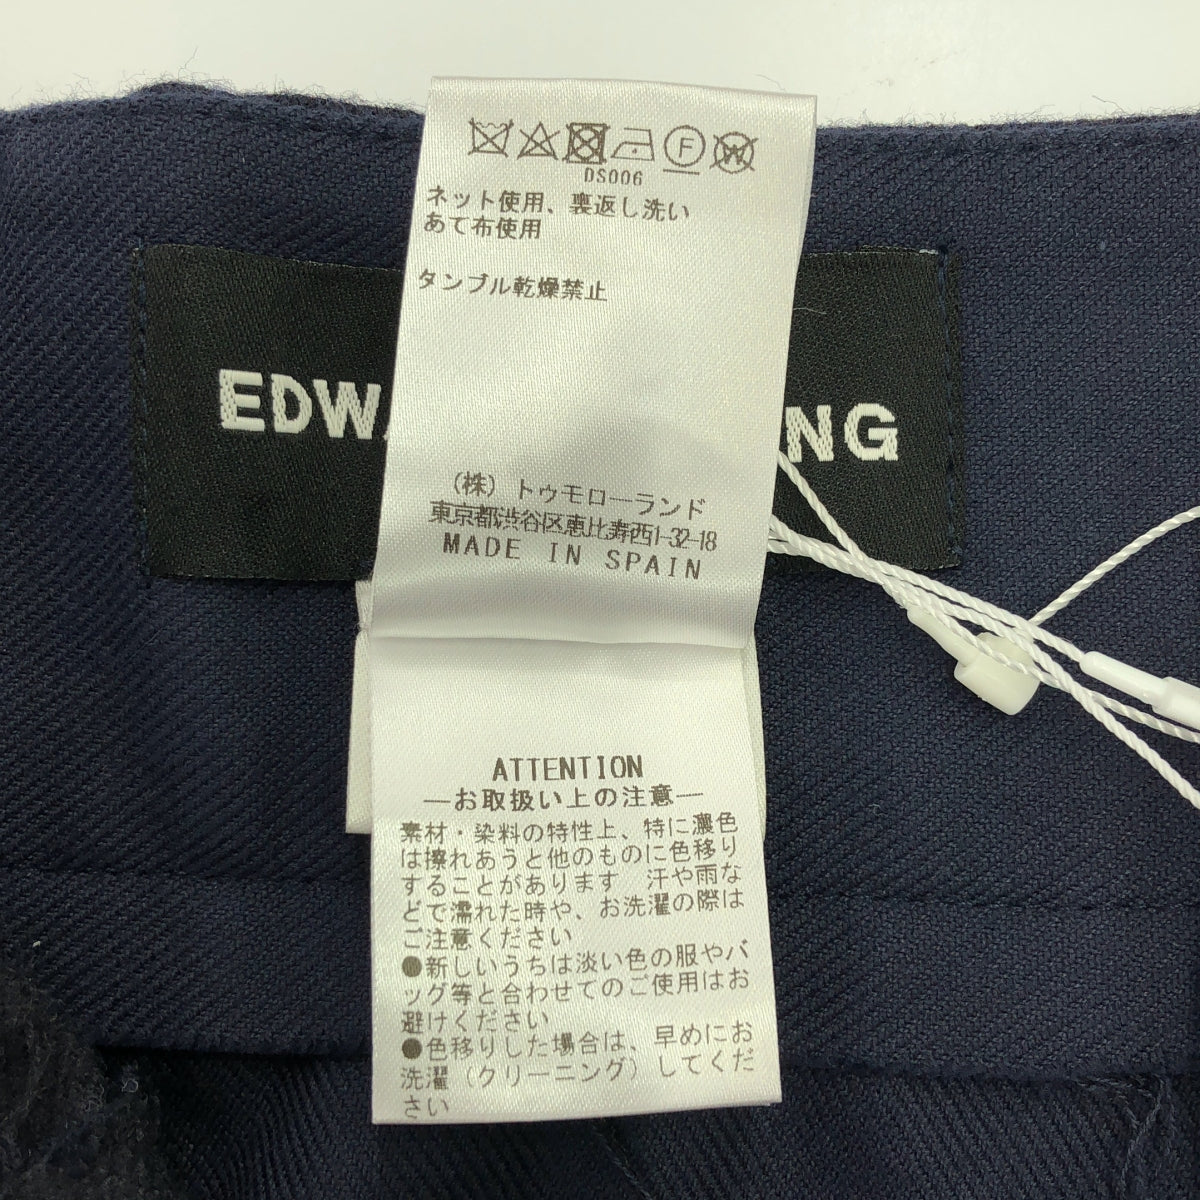 F W
DS006
ネット使用、裏返し洗い
あて布使用
タンブル乾燥禁止
EDW
NG
(株) トゥモローランド
東京都渋谷区恵比寿西1-32-18
MADE IN SPAIN
ATTENTION
―お取扱い上の注意―
素材・染料の特性上、特に濃色
は擦れあうと他のものに色移り
することがあります 汗や雨な
どで濡れた時や、お洗濯の際は
ご注意ください
●新しいうちは淡い色の服やバ
ッグ等と合わせてのご使用はお
避けください
●色移りした場合は、早めにお
洗濯 (クリーニング) してくだ
さい